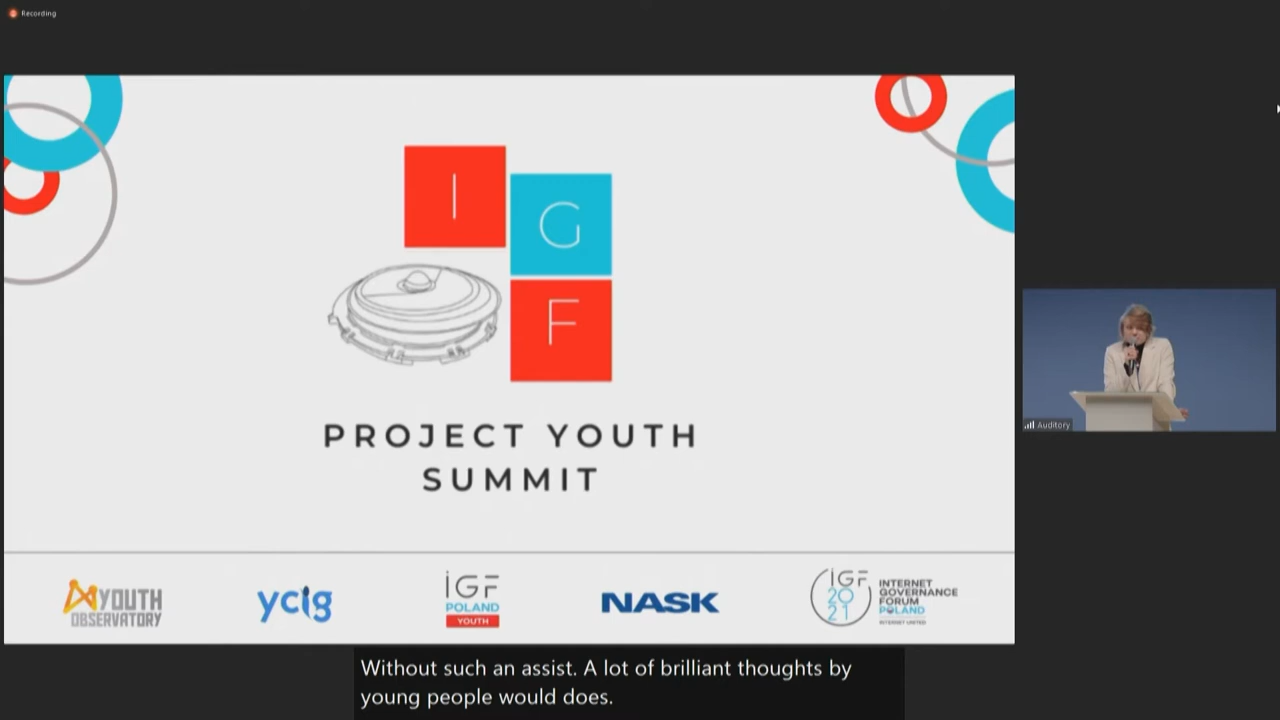 Recording
I
G
F
PROJECT YOUTH
SUMMIT
YOUTH
OBSERVATORY
ycig
IGF
POLAND
YOUTH
NASK
IGF
20
21
INTERNET
GOVERNANCE
FORUM
POLAND
INTERNET UNITED
Auditory
Without such an assist. A lot of brilliant thoughts by
young people would does.